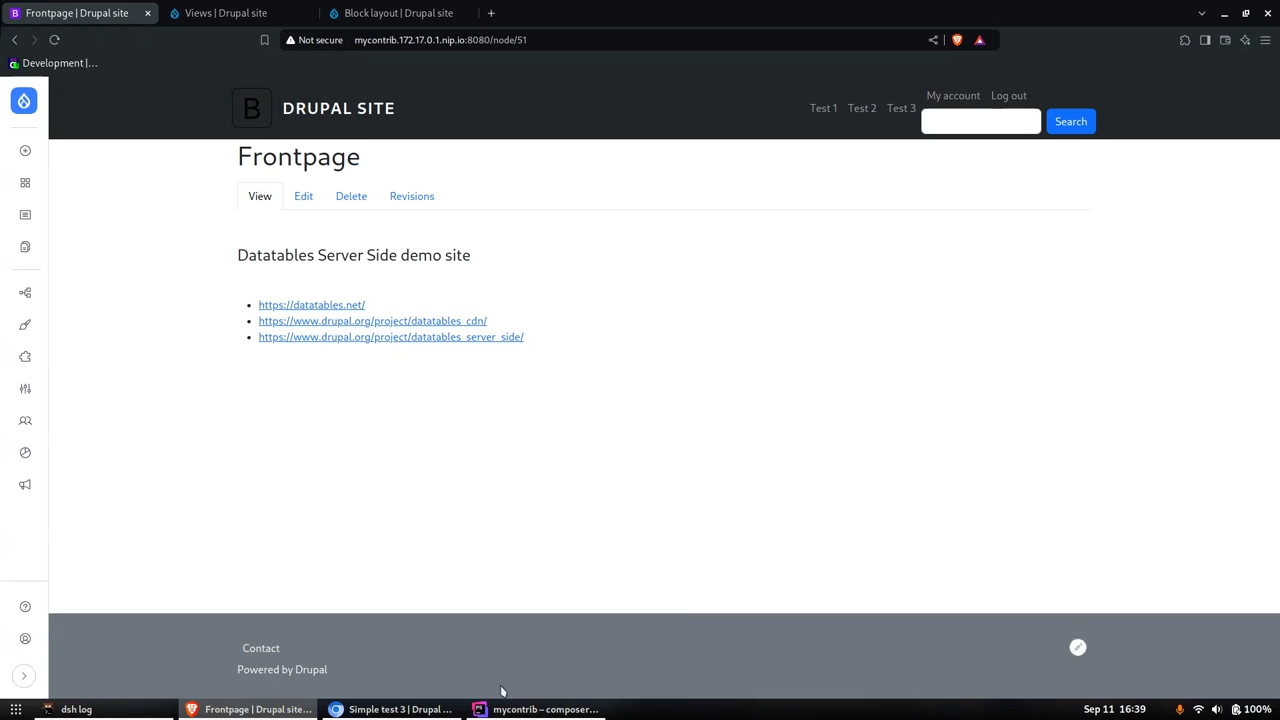 Frontpage | Drupal site
Views | Drupal site
Block layout | Drupal site
Not secure
mycontrib.172.17.0.1.nip.io:8080/node/51
Development |...
B
DRUPAL SITE
Test 1
Test 2
Test 3
My account
Log out
Search
Frontpage
View
Edit
Delete
Revisions
Datatables Server Side demo site
https://datatables.net/
https://www.drupal.org/project/datatables_cdn/
https://www.drupal.org/project/datatables_server_side/
Contact
Powered by Drupal
dsh log
Frontpage | Drupal site...
Simple test 3 | Drupal ...
mycontrib – composer...
Sep 11 16:39
100%